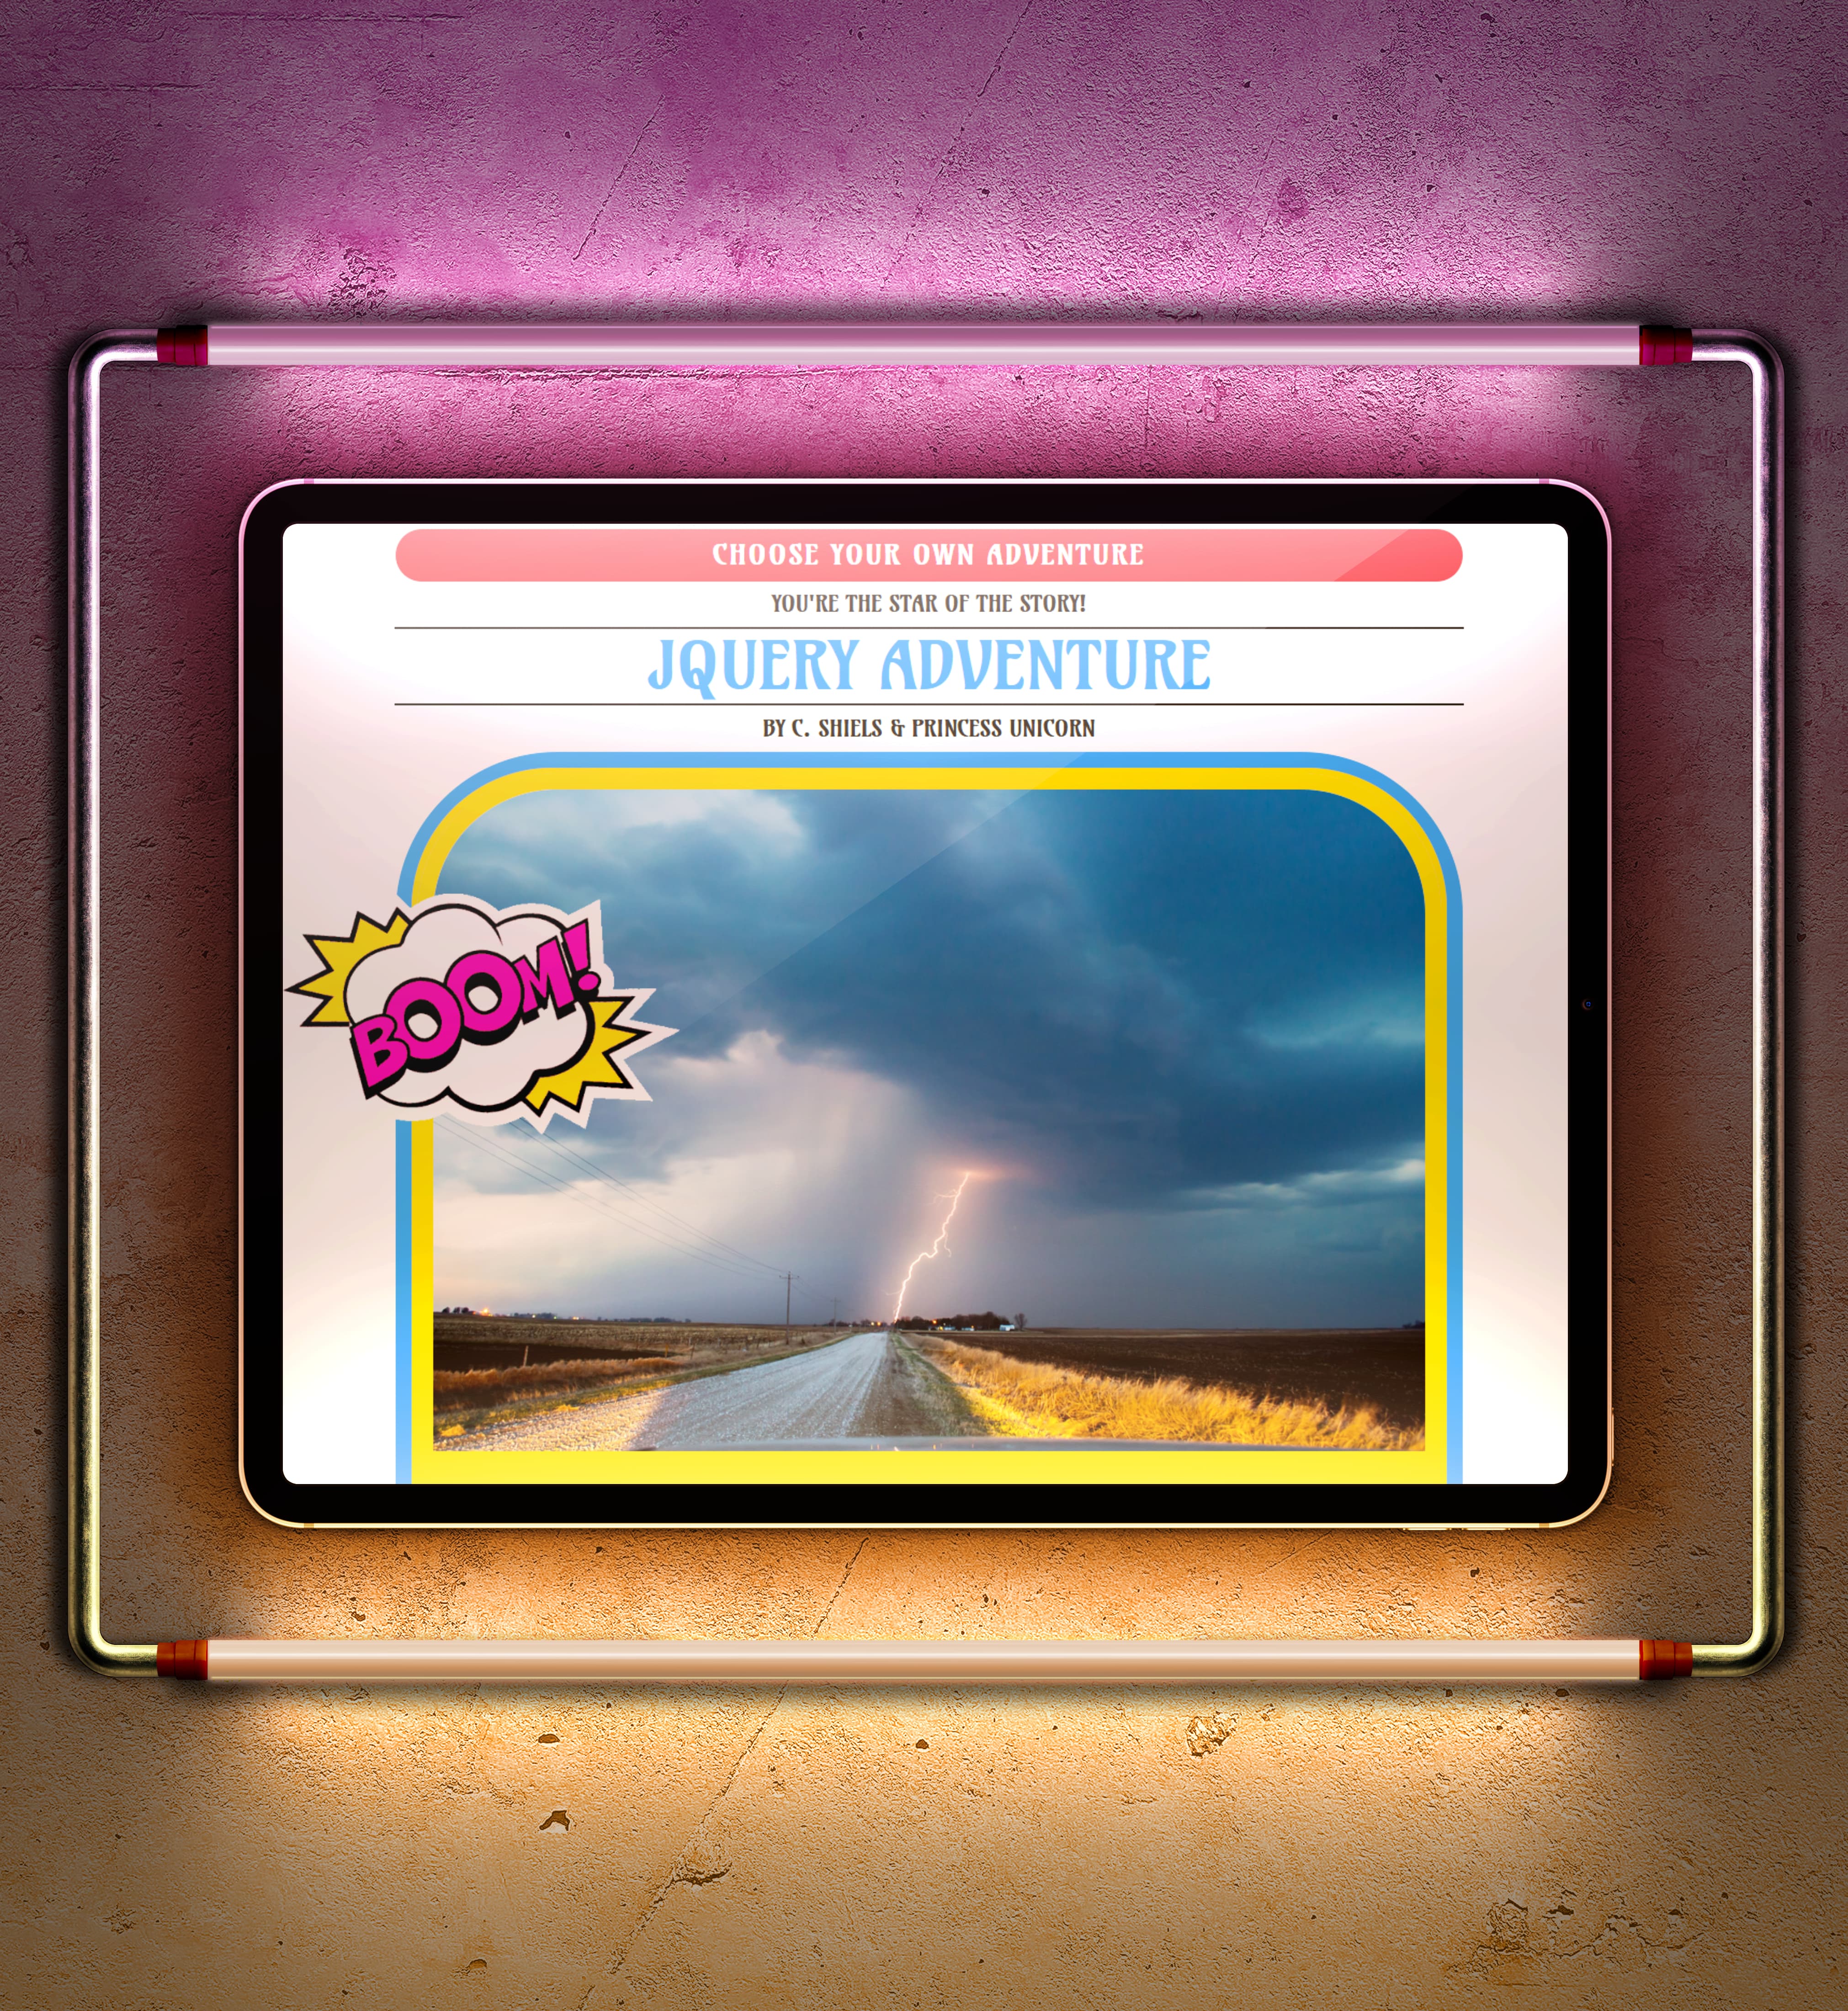 CHOOSE YOUR OWN ADVENTURE
YOU'RE THE STAR OF THE STORY!
JQUERY ADVENTURE
BY C. SHIELS & PRINCESS UNICORN
BOOM!